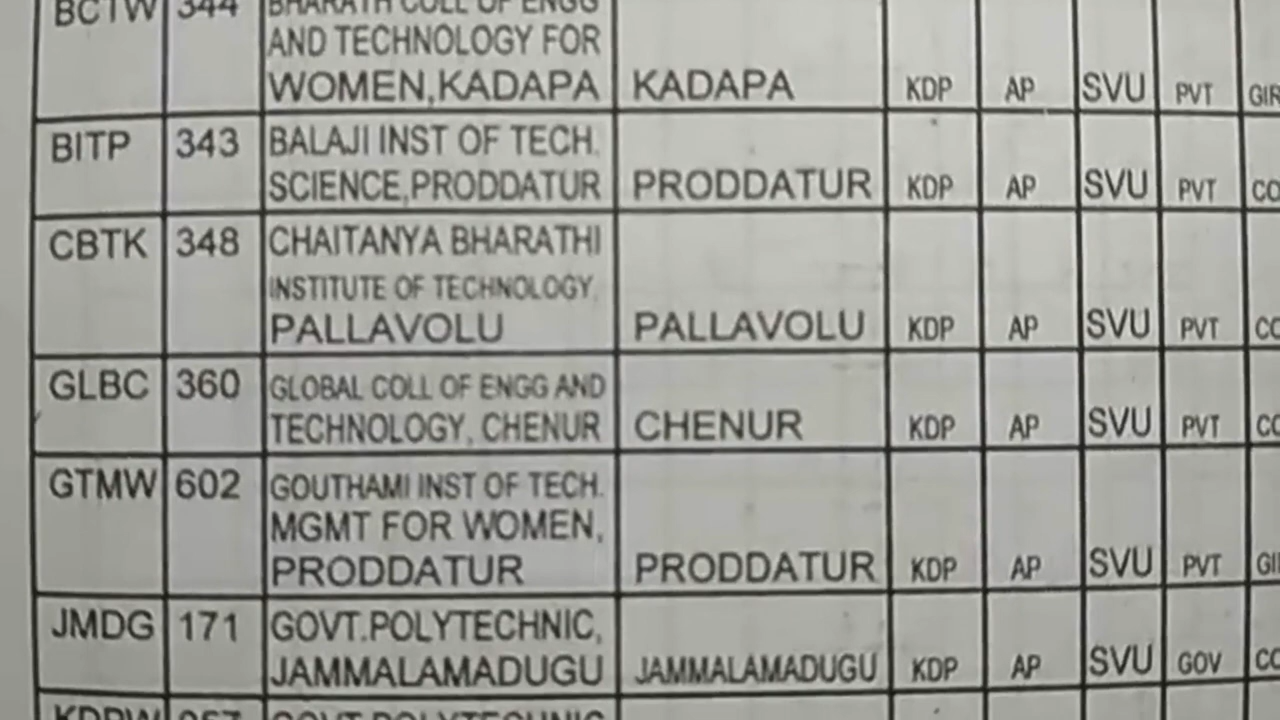 BCTW 344 BHARATH COLL OF ENGG
AND TECHNOLOGY FOR
WOMEN,KADAPA KADAPA KDP AP SVU PVT GIR
BITP 343 BALAJI INST OF TECH.
SCIENCE,PRODDATUR PRODDATUR KDP AP SVU PVT CO
CBTK 348 CHAITANYA BHARATHI
INSTITUTE OF TECHNOLOGY,
PALLAVOLU PALLAVOLU KDP AP SVU PVT CO
GLBC 360 GLOBAL COLL OF ENGG AND
TECHNOLOGY, CHENUR CHENUR KDP AP SVU PVT CO
GTMW 602 GOUTHAMI INST OF TECH.
MGMT FOR WOMEN,
PRODDATUR PRODDATUR KDP AP SVU PVT GI
JMDG 171 GOVT.POLYTECHNIC,
JAMMALAMADUGU JAMMALAMADUGU KDP AP SVU GOV CO
GOVT POLYTECHNIC